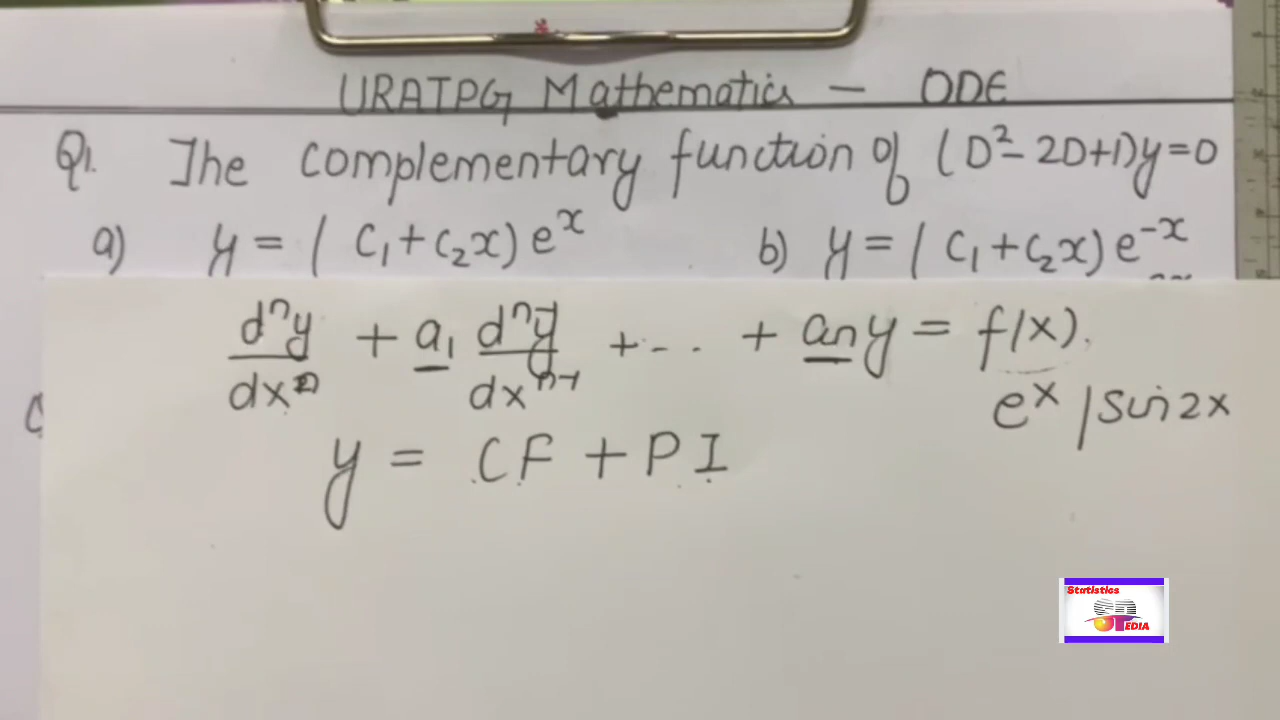 URATPG Mathematics — ODE
Q1. The complementary function of (D²- 2D+1)y=0
a) y = ( C₁+C₂x) eˣ b) y = ( C₁+C₂x) e⁻ˣ
dⁿy/dxⁿ + a₁ dⁿ⁻y/dxⁿ⁻¹ +... + aₙy = f(x).
eˣ / sin 2x
y = CF + PI
Statistics
EDIA